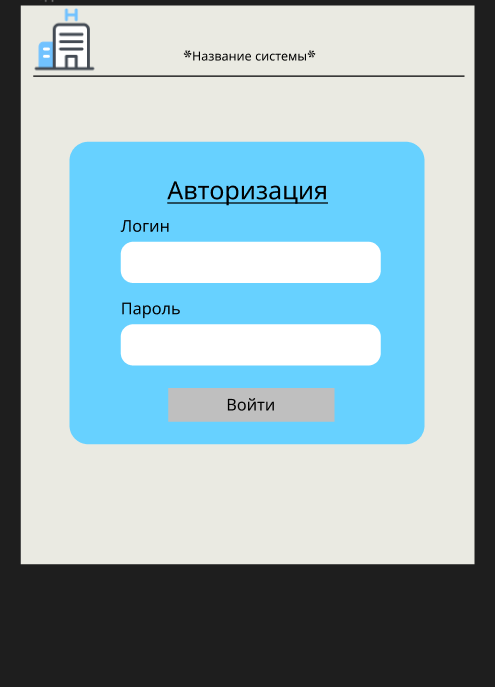 *Название системы*
Авторизация
Логин
Пароль
Войти